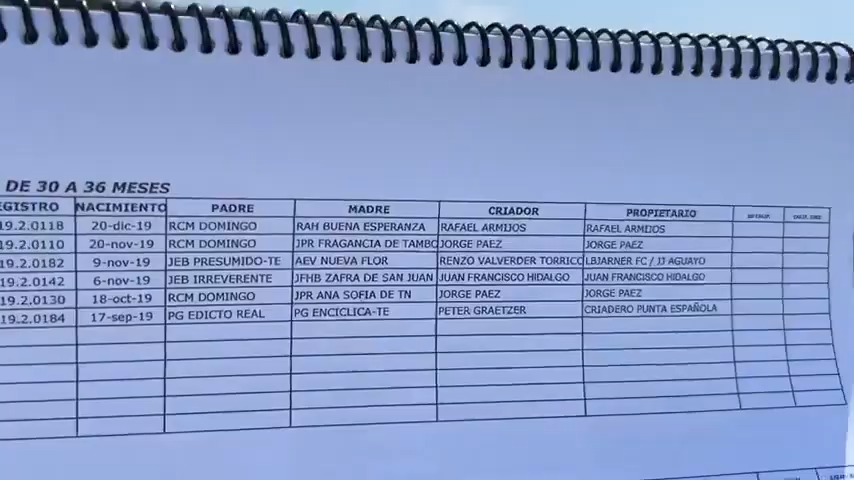 DE 30 A 36 MESES
EGISTRO NACIMIENTO PADRE MADRE CRIADOR PROPIETARIO
19.2.0118 20-dic-19 RCM DOMINGO RAH BUENA ESPERANZA RAFAEL ARMIJOS RAFAEL ARMIJOS
19.2.0110 20-nov-19 RCM DOMINGO JPR FRAGANCIA DE TAMBO JORGE PAEZ JORGE PAEZ
19.2.0182 9-nov-19 JEB PRESUMIDO-TE AEV NUEVA FLOR RENZO VALVERDER TORRICO LBJARNER FC / JJ AGUAYO
19.2.0142 6-nov-19 JEB IRREVERENTE JFHB ZAFRA DE SAN JUAN JUAN FRANCISCO HIDALGO JUAN FRANCISCO HIDALGO
19.2.0130 18-oct-19 RCM DOMINGO JPR ANA SOFIA DE TN JORGE PAEZ JORGE PAEZ
19.2.0184 17-sep-19 PG EDICTO REAL PG ENCICLICA-TE PETER GRAETZER CRIADERO PUNTA ESPAÑOLA